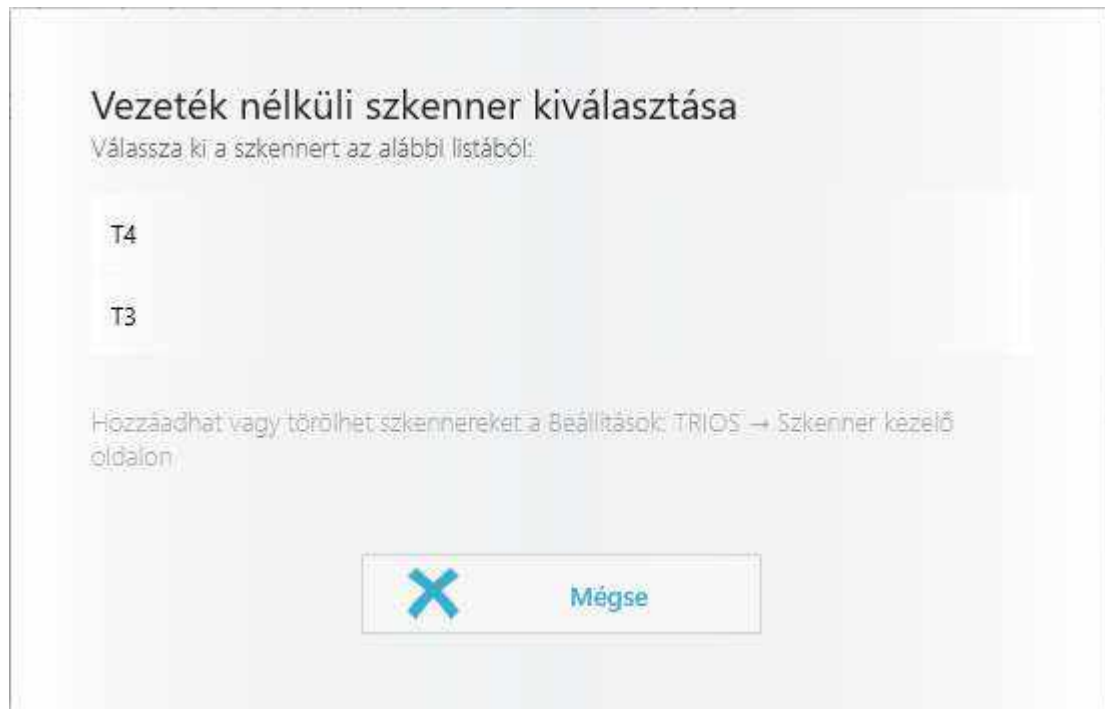 Vezeték nélküli szkenner kiválasztása
Válassza ki a szkennert az alábbi listából:
T4
T3
Hozzáadhat vagy törölhet szkennereket a Beállítások: TRIOS → Szkenner kezelő
oldalon
Mégse